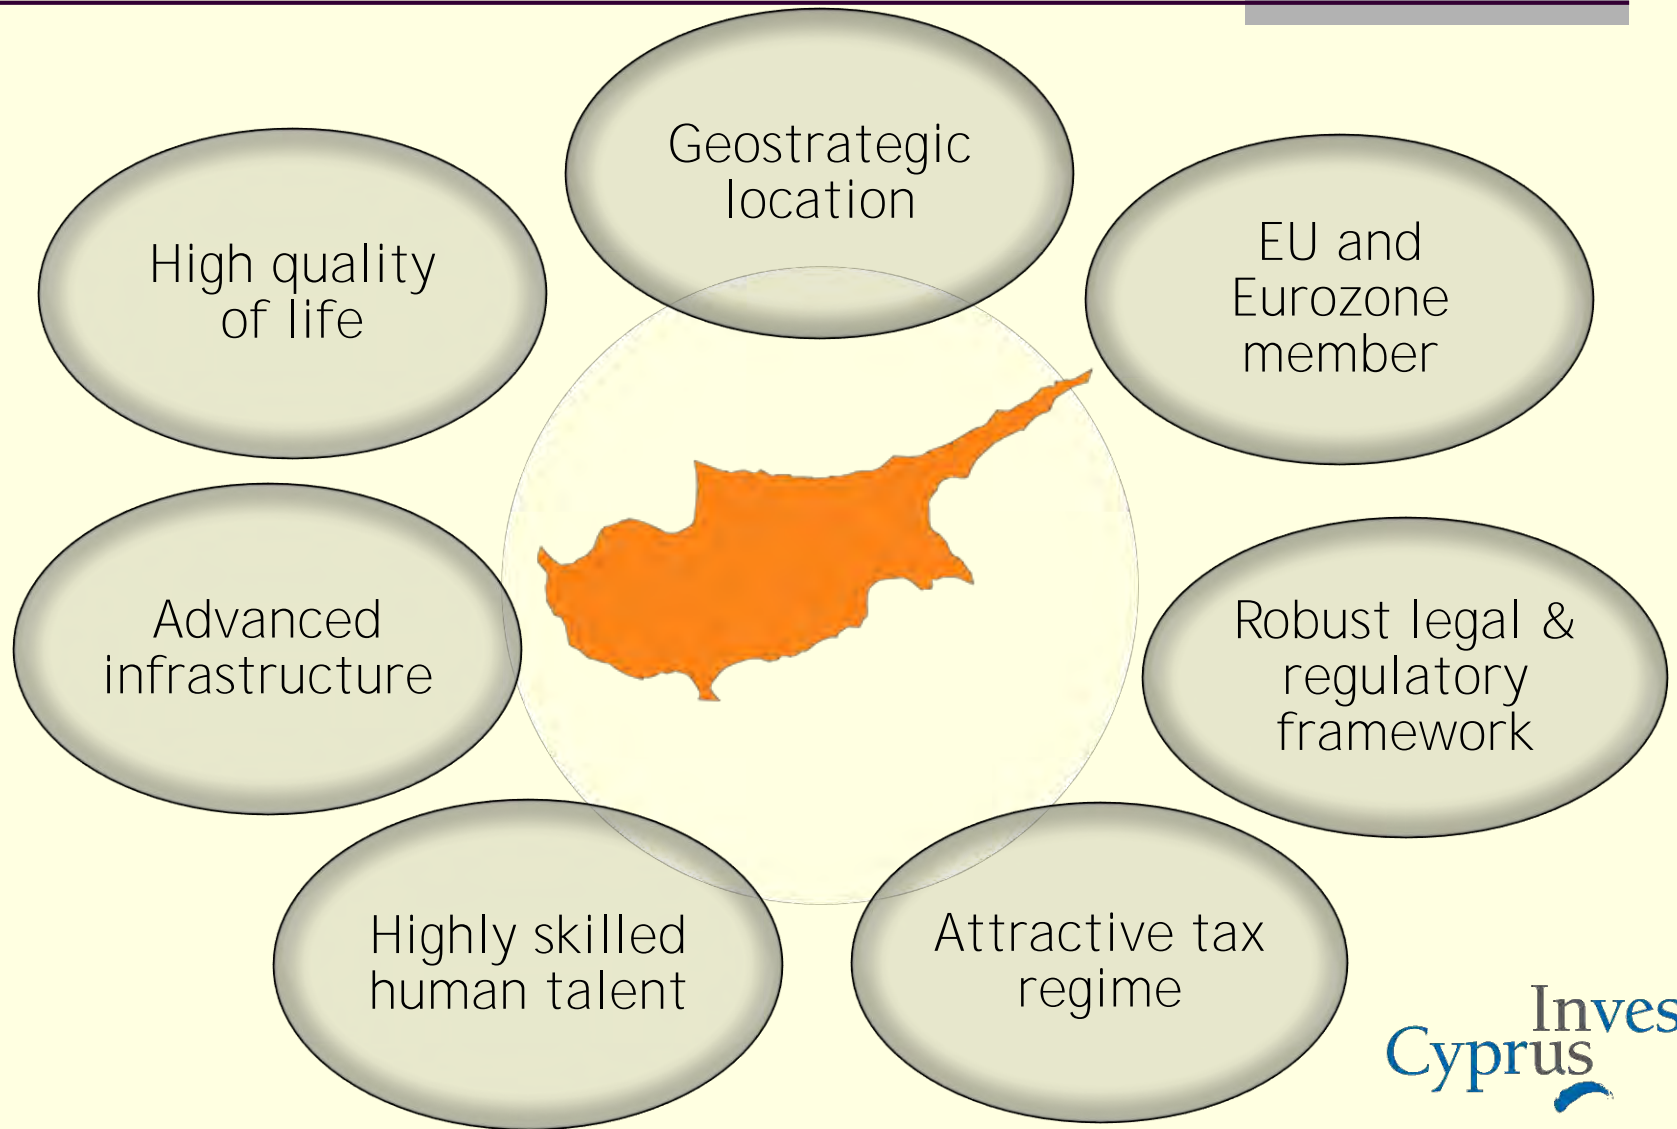 Geostrategic
location
EU and
Eurozone
member
Robust legal &
regulatory
framework
Attractive tax
regime
Highly skilled
human talent
Advanced
infrastructure
High quality
of life
Inves
Cyprus